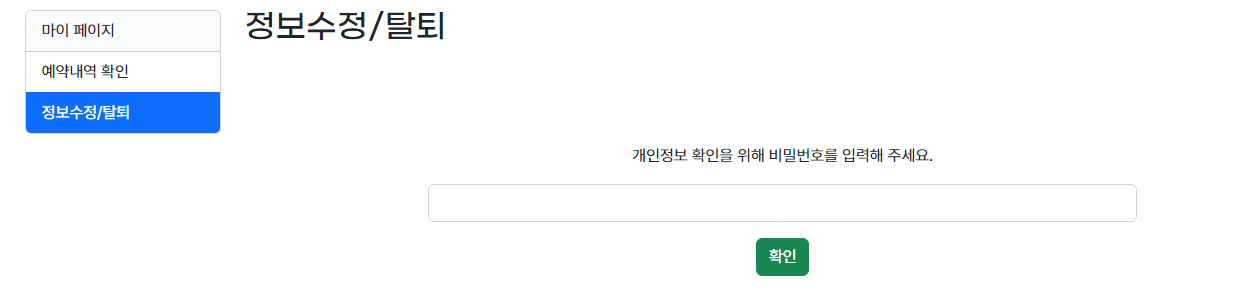 마이 페이지
예약내역 확인
정보수정/탈퇴
정보수정/탈퇴
개인정보 확인을 위해 비밀번호를 입력해 주세요.
확인